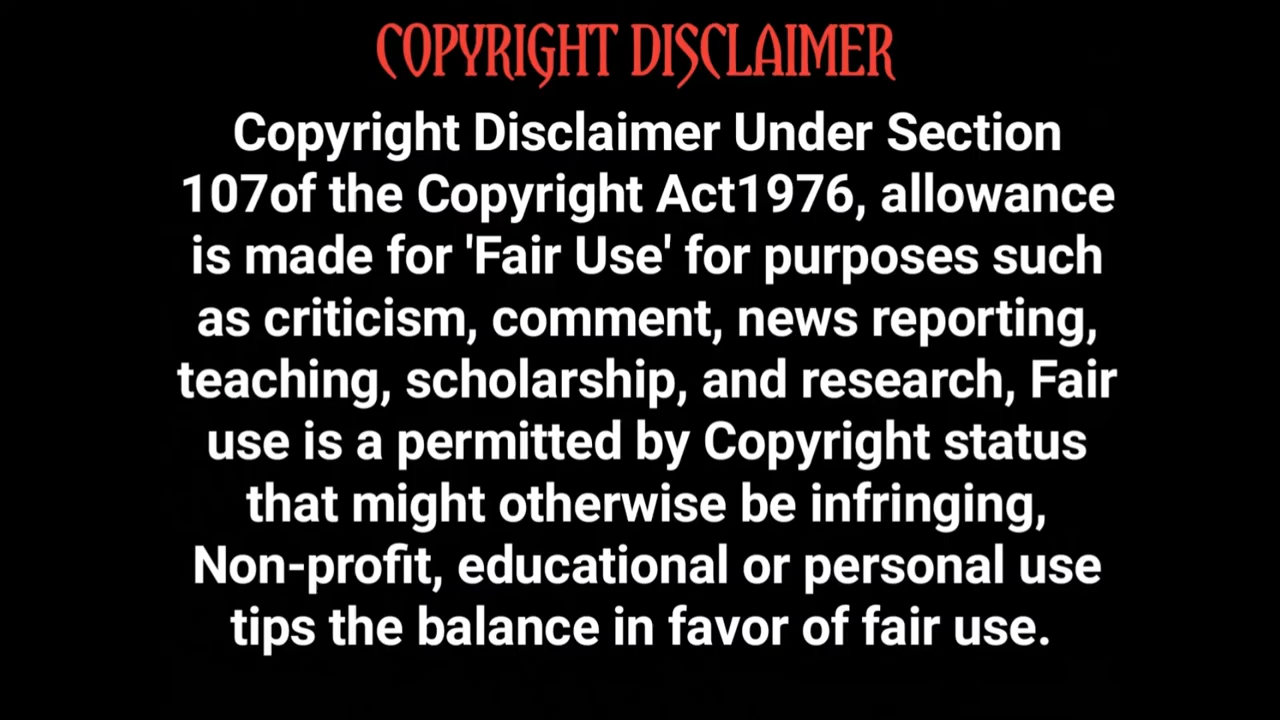 COPYRIGHT DISCLAIMER
Copyright Disclaimer Under Section
107of the Copyright Act1976, allowance
is made for 'Fair Use' for purposes such
as criticism, comment, news reporting,
teaching, scholarship, and research, Fair
use is a permitted by Copyright status
that might otherwise be infringing,
Non-profit, educational or personal use
tips the balance in favor of fair use.